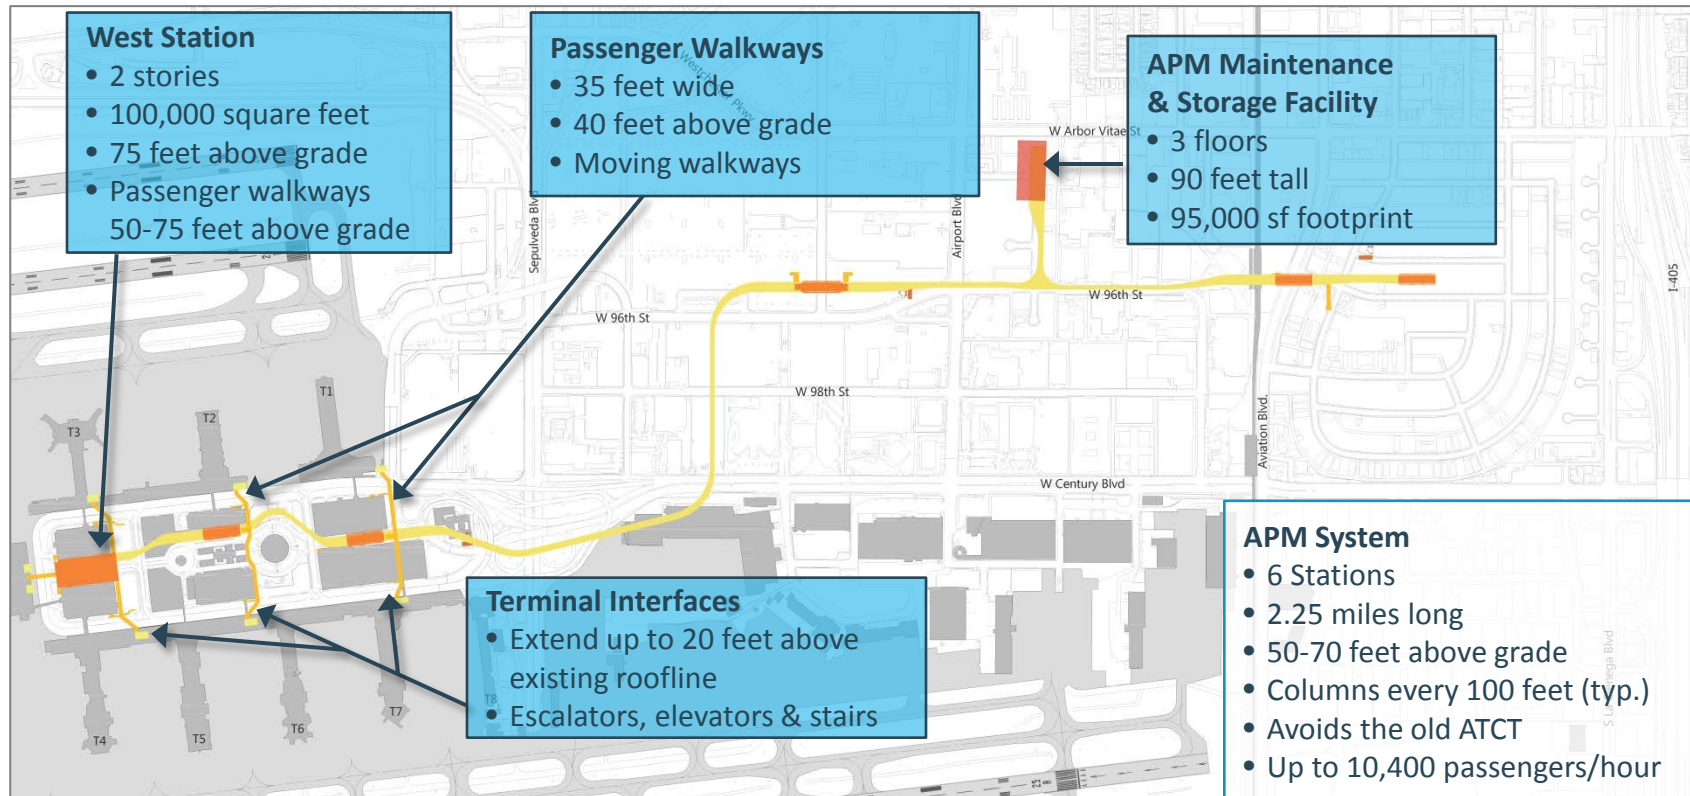 West Station
• 2 stories
• 100,000 square feet
• 75 feet above grade
• Passenger walkways
50-75 feet above grade
Passenger Walkways
• 35 feet wide
• 40 feet above grade
• Moving walkways
Westchester Pkwy
APM Maintenance
& Storage Facility
• 3 floors
• 90 feet tall
• 95,000 sf footprint
W Arbor Vitae St
Sepulveda Blvd
Airport Blvd
I-405
W 96th St
W 96th St
W 98th St
Aviation Blvd.
W Century Blvd
T1
T2
T3
T4
T5
T6
T7
T8
Terminal Interfaces
• Extend up to 20 feet above
existing roofline
• Escalators, elevators & stairs
APM System
• 6 Stations
• 2.25 miles long
• 50-70 feet above grade
• Columns every 100 feet (typ.)
• Avoids the old ATCT
• Up to 10,400 passengers/hour